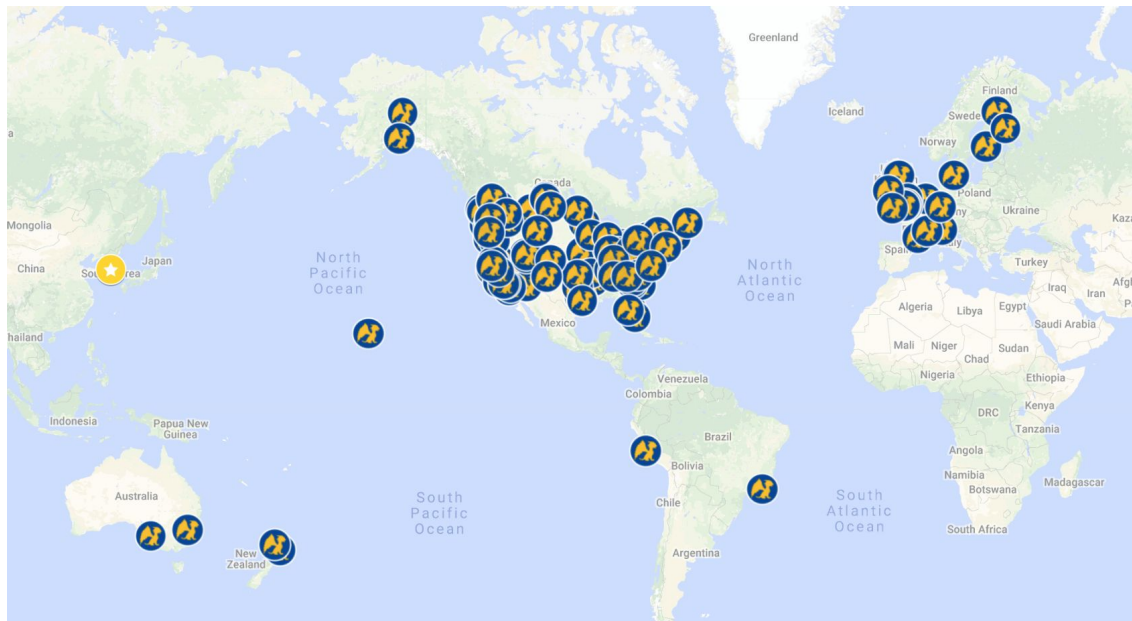 Greenland
Finland
Iceland
Swede
Norway
Canada
Poland
Ukraine
Kaza
Mongolia
Spai
Turkey
China
Japan
South Korea
North
Pacific
Ocean
North
Atlantic
Ocean
Iraq
Iran
Afg
Algeria
Libya
Egypt
Mexico
Saudi Arabia
hailand
Mali
Niger
Sudan
Chad
Venezuela
Nigeria
Ethiopia
Colombia
Kenya
DRC
Indonesia
Papua New
Guinea
Tanzania
Brazil
Angola
Bolivia
Namibia
Madagascar
Botswana
Australia
Chile
South
Pacific
Ocean
South
Atlantic
Ocean
South Africa
New
Zealand
Argentina